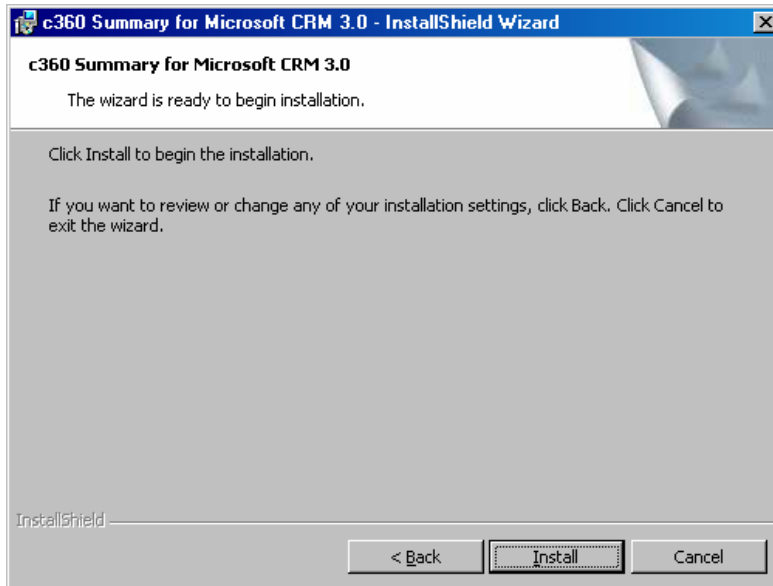 c360 Summary for Microsoft CRM 3.0 - InstallShield Wizard
c360 Summary for Microsoft CRM 3.0
The wizard is ready to begin installation.
Click Install to begin the installation.
If you want to review or change any of your installation settings, click Back. Click Cancel to
exit the wizard.
InstallShield
< Back Install Cancel